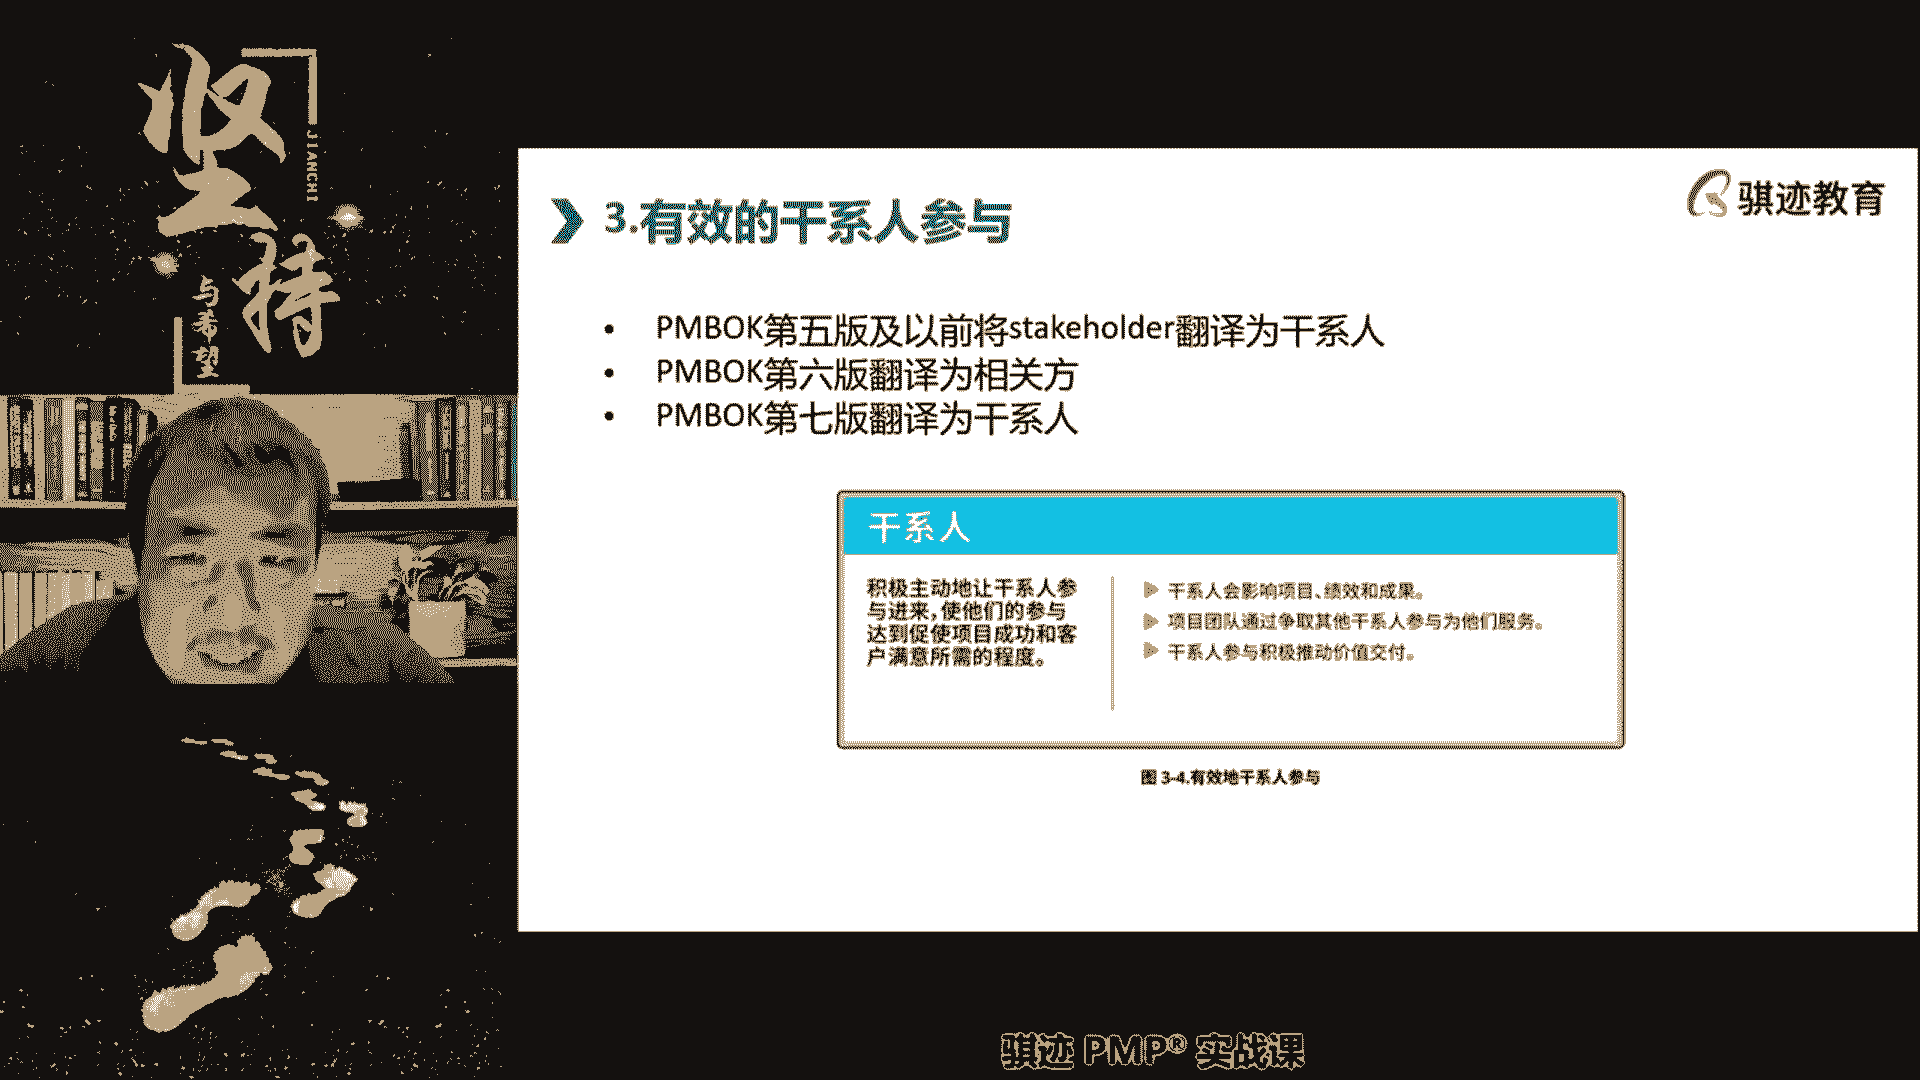 坚持
JIANCHI
与希望
骐迹教育
3.有效的干系人参与
• PMBOK第五版及以前将stakeholder翻译为干系人
• PMBOK第六版翻译为相关方
• PMBOK第七版翻译为干系人
干系人
积极主动地让干系人参
与进来，使他们的参与
达到促使项目成功和客
户满意所需的程度。
干系人会影响项目、绩效和成果。
项目团队通过争取其他干系人参与为他们服务。
干系人参与积极推动价值交付。
图 3-4.有效地干系人参与
骐迹 PMP® 实战课